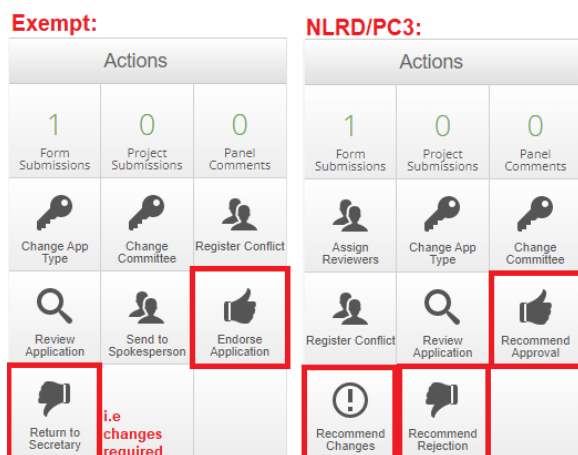 Exempt:
Actions
1
Form
Submissions
0
Project
Submissions
0
Panel
Comments
Change App
Type
Change
Committee
Register Conflict
Review
Application
Send to
Spokesperson
Endorse
Application
Return to
Secretary
i.e
changes
required
NLRD/PC3:
Actions
1
Form
Submissions
0
Project
Submissions
0
Panel
Comments
Assign
Reviewers
Change App
Type
Change
Committee
Register Conflict
Review
Application
Recommend
Approval
Recommend
Changes
Recommend
Rejection